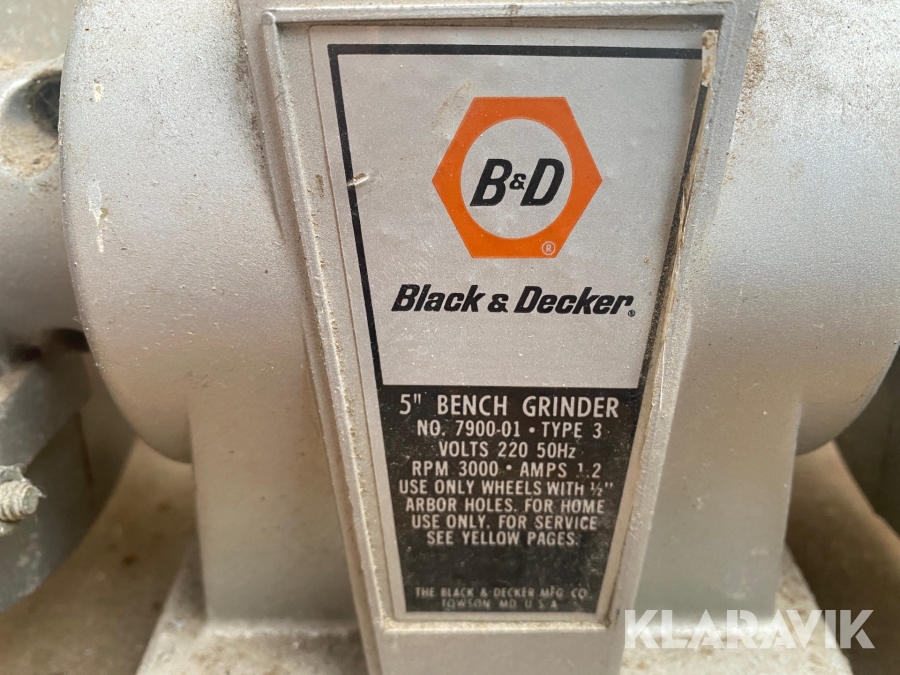 B&D
®
Black & Decker®
5" BENCH GRINDER
NO. 7900-01 • TYPE 3
VOLTS 220 50Hz
RPM 3000 • AMPS 1.2
USE ONLY WHEELS WITH ½"
ARBOR HOLES. FOR HOME
USE ONLY. FOR SERVICE
SEE YELLOW PAGES.
THE BLACK & DECKER MFG CO
TOWSON MD U.S.A
KLARAVIK